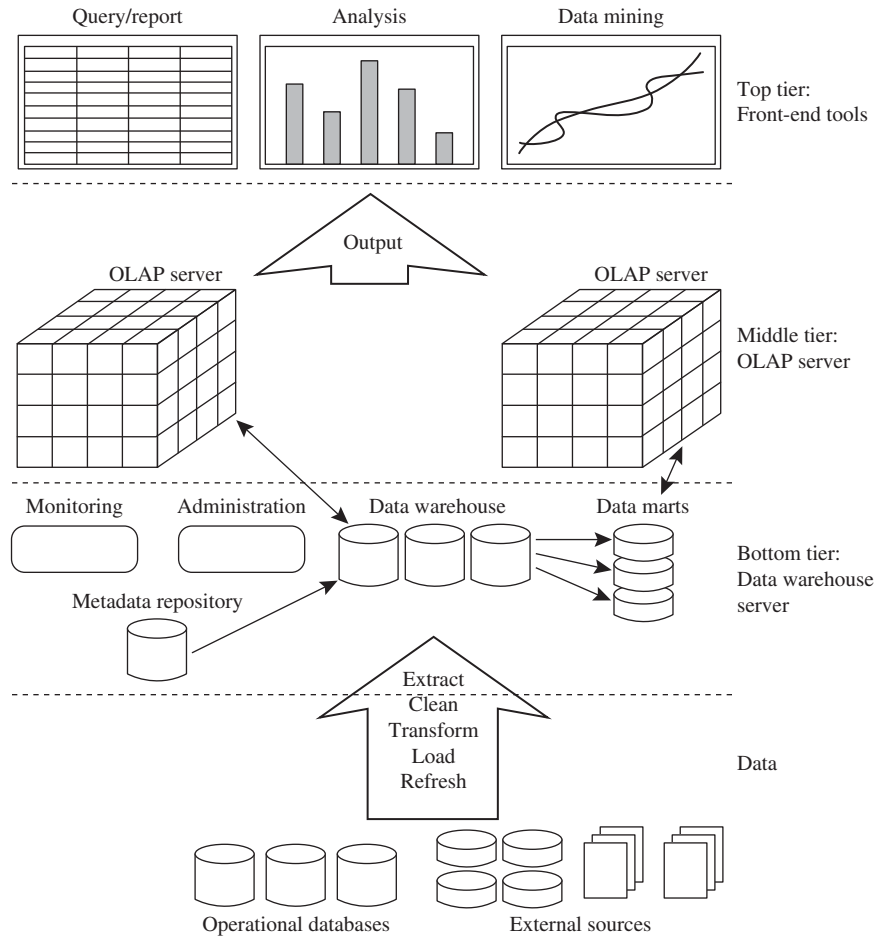 Query/report
Analysis
Data mining
Top tier:
Front-end tools
Output
OLAP server
OLAP server
Middle tier:
OLAP server
Monitoring
Administration
Data warehouse
Data marts
Bottom tier:
Data warehouse
server
Metadata repository
Extract
Clean
Transform
Load
Refresh
Data
Operational databases
External sources